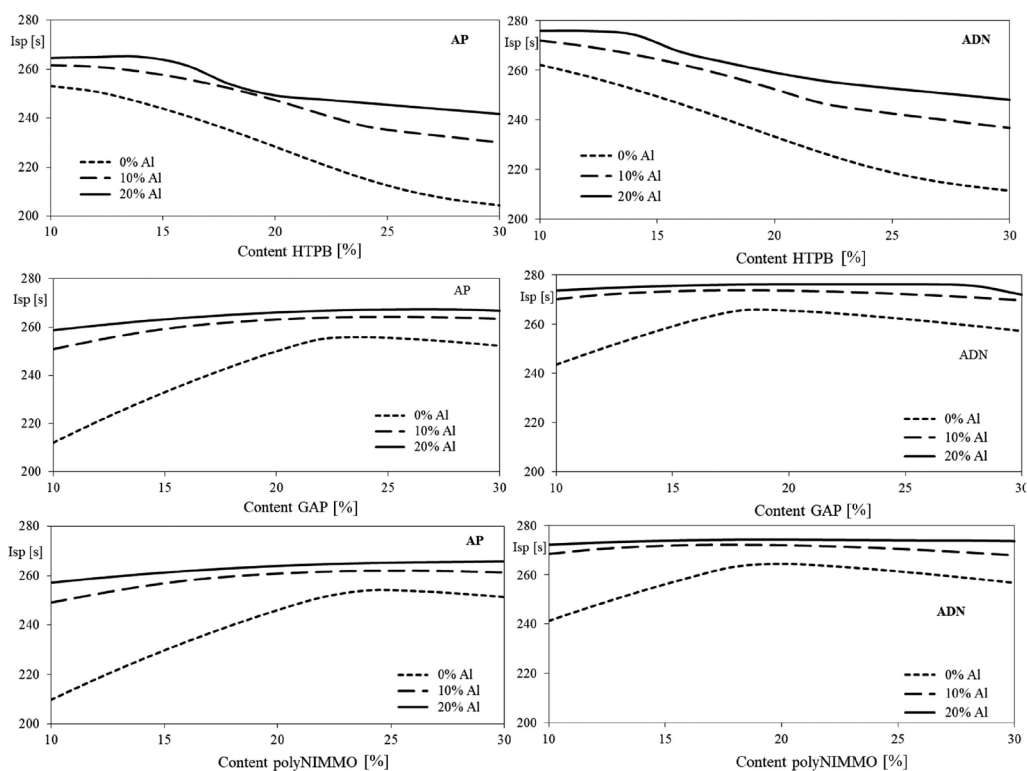 280
Isp [s]
AP
260
240
220
200
0% Al
10% Al
20% Al
10 15 20 25 30
Content HTPB [%]
280
Isp [s]
ADN
260
240
220
200
0% Al
10% Al
20% Al
10 15 20 25 30
Content HTPB [%]
280
Isp [s]
AP
260
240
220
200
0% Al
10% Al
20% Al
10 15 20 25 30
Content GAP [%]
280
Isp [s]
260
ADN
240
220
200
0% Al
10% Al
20% Al
10 15 20 25 30
Content GAP [%]
280
Isp [s]
AP
260
240
220
200
0% Al
10% Al
20% Al
10 15 20 25 30
Content polyNIMMO [%]
280
Isp [s]
260
ADN
240
220
200
0% Al
10% Al
20% Al
10 15 20 25 30
Content polyNIMMO [%]